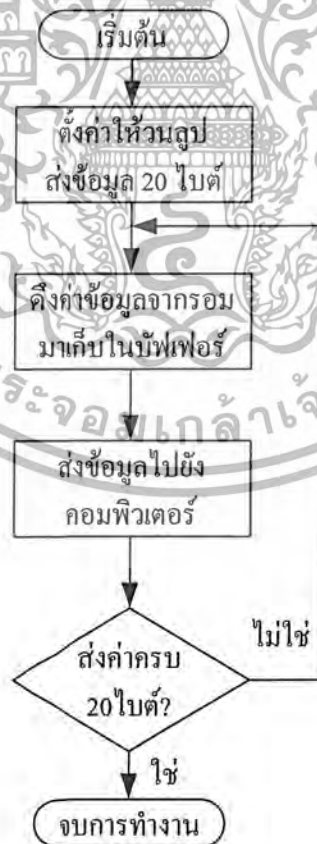 เริ่มต้น
ตั้งค่าให้วนลูป
ส่งข้อมูล 20 ไบต์
ดึงค่าข้อมูลจากรอม
มาเก็บในบัฟเฟอร์
ส่งข้อมูลไปยัง
คอมพิวเตอร์
ส่งค่าครบ
20ไบต์?
ไม่ใช่
ใช่
จบการทำงาน